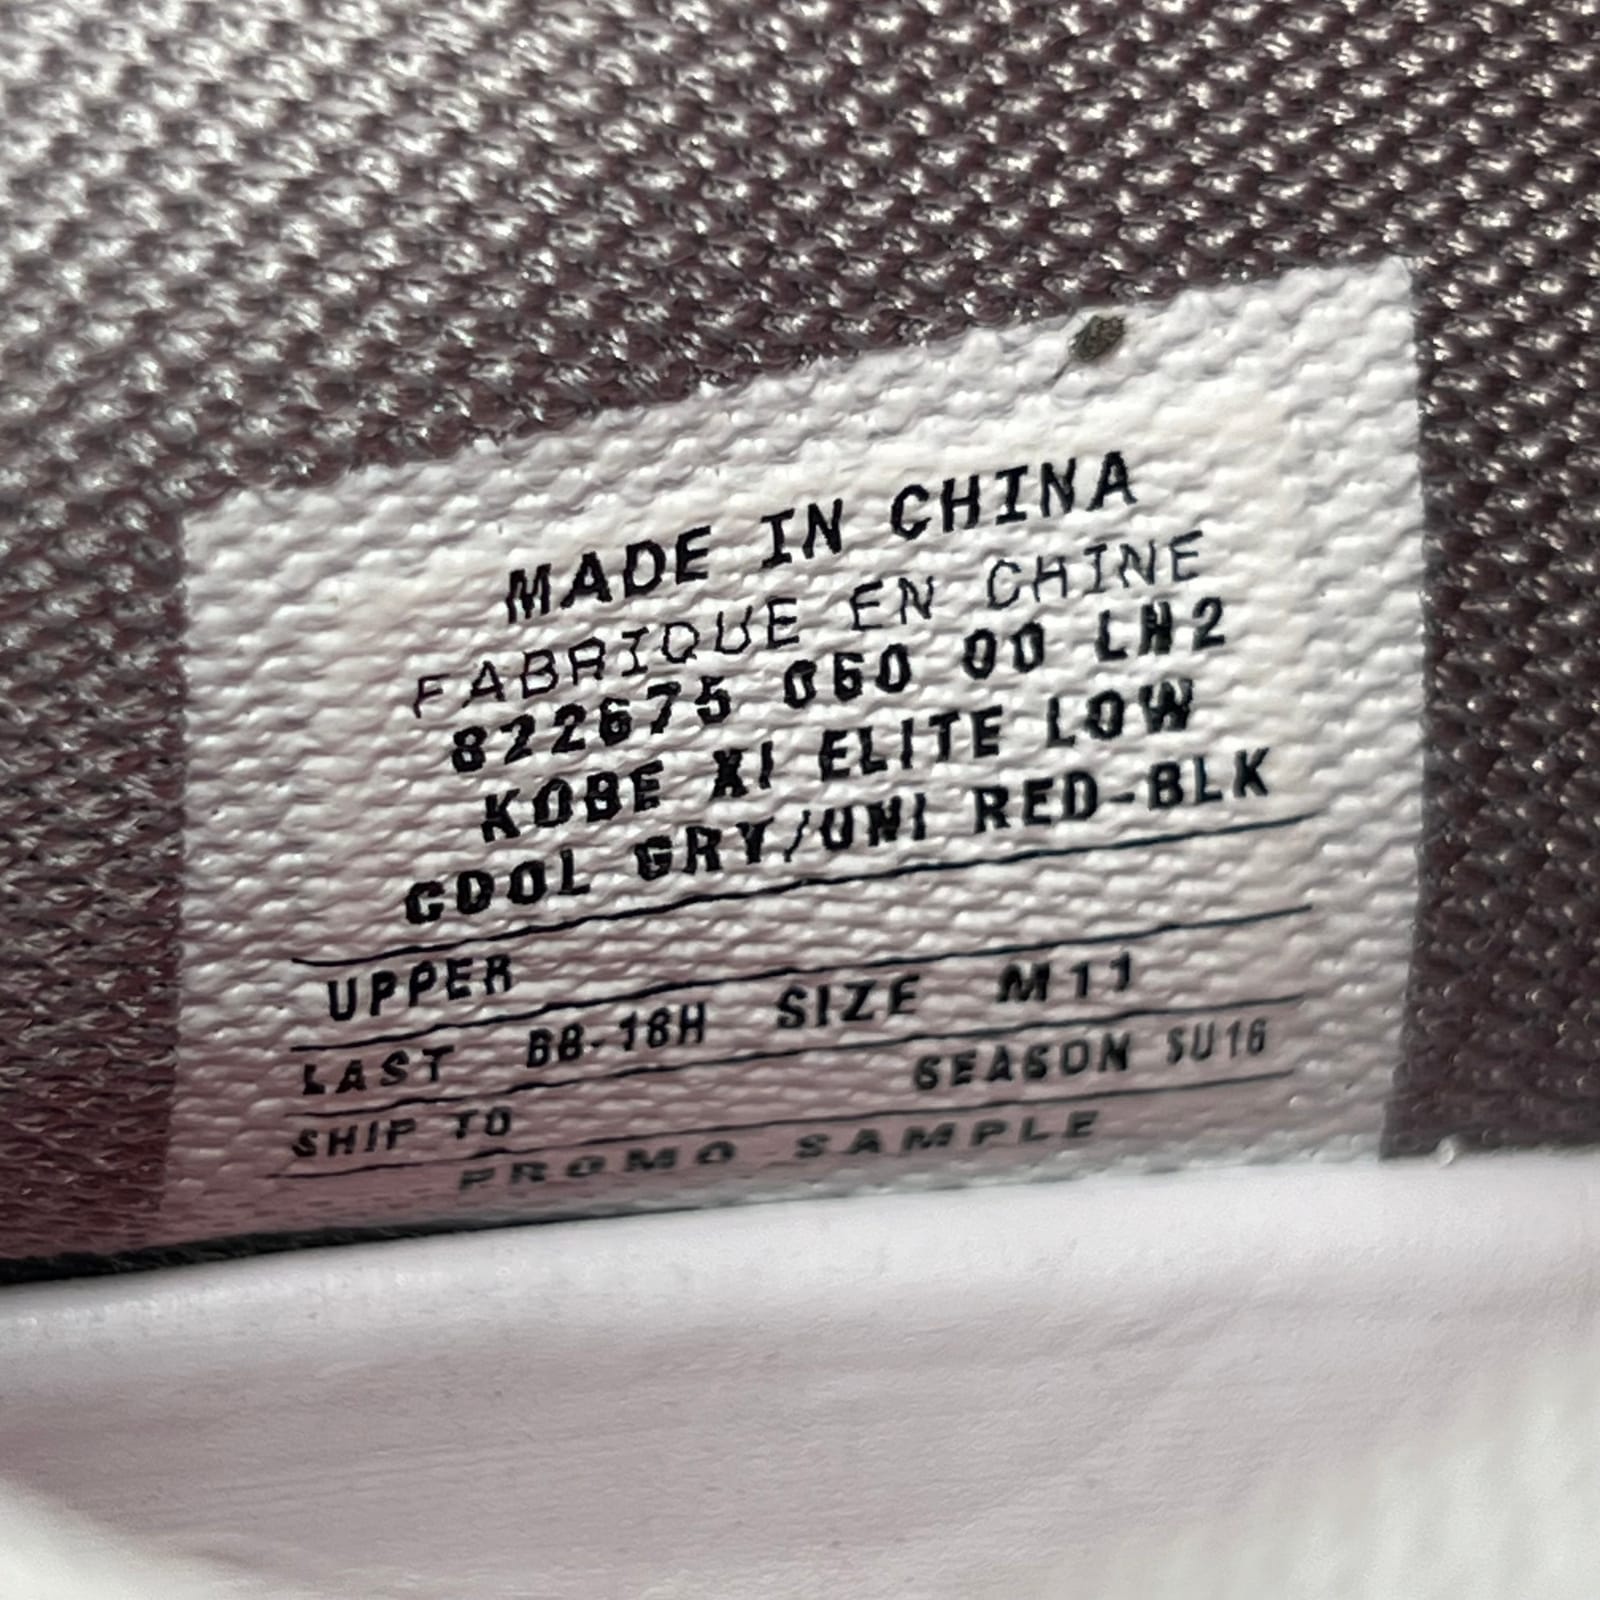 MADE IN CHINA
FABRIQUE EN CHINE
822675 060 00 LN2
KOBE XI ELITE LOW
COOL GRY/UNI RED-BLK
UPPER
LAST BB-18H SIZE M11
SHIP TO SEASON SU16
PROMO SAMPLE